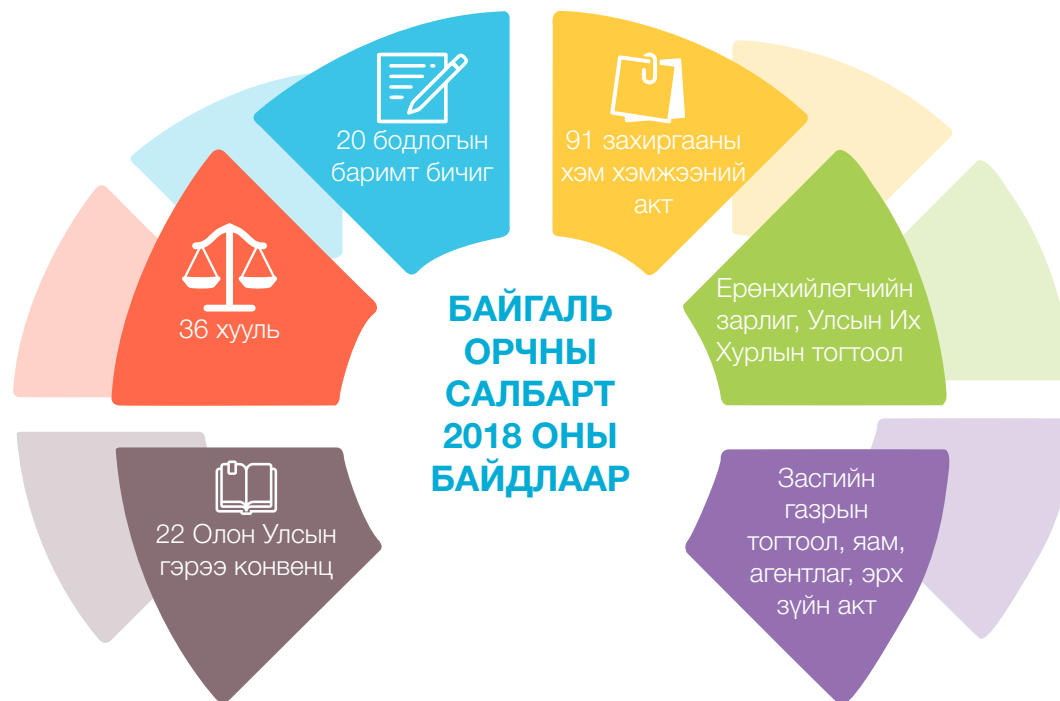 20 бодлогын
баримт бичиг
91 захиргааны
хэм хэмжээний
акт
36 хууль
Ерөнхийлөгчийн
зарлиг, Улсын Их
Хурлын тогтоол
БАЙГАЛЬ
ОРЧНЫ
САЛБАРТ
2018 ОНЫ
БАЙДЛААР
22 Олон Улсын
гэрээ конвенц
Засгийн
газрын
тогтоол, яам,
агентлаг, эрх
зүйн акт